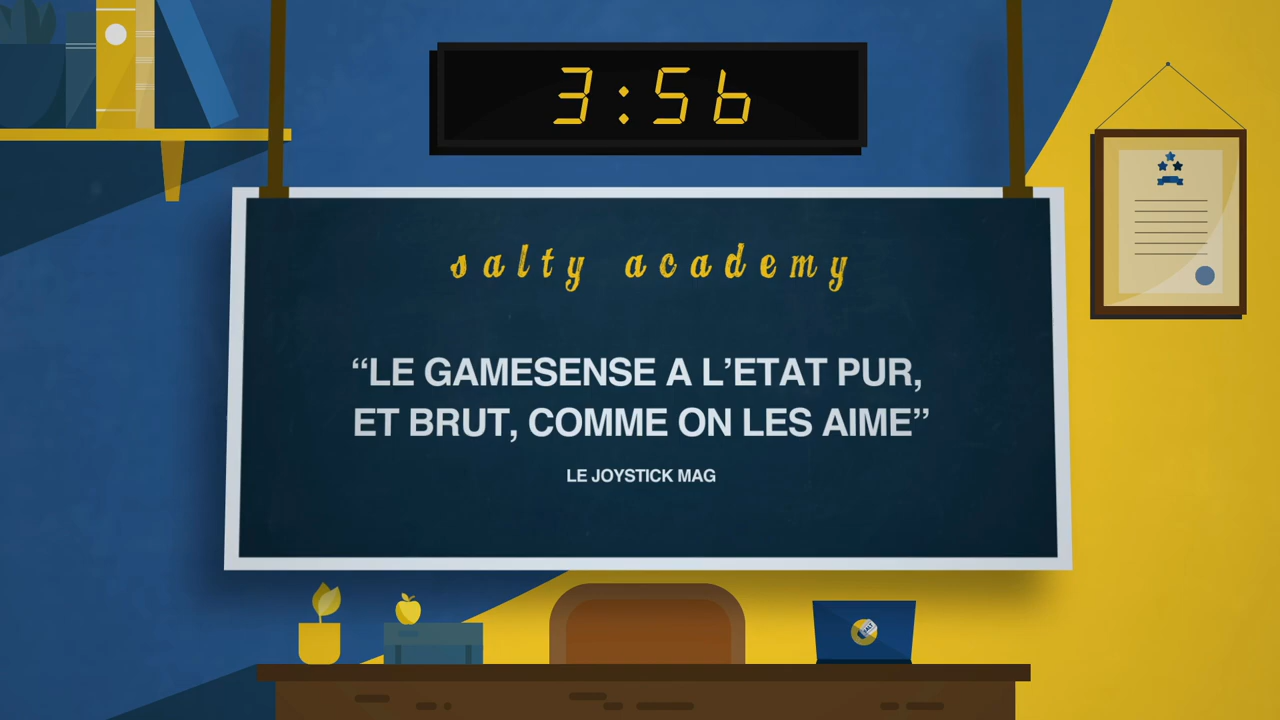 3:56
salty academy
“LE GAMESENSE A L’ETAT PUR,
ET BRUT, COMME ON LES AIME”
LE JOYSTICK MAG